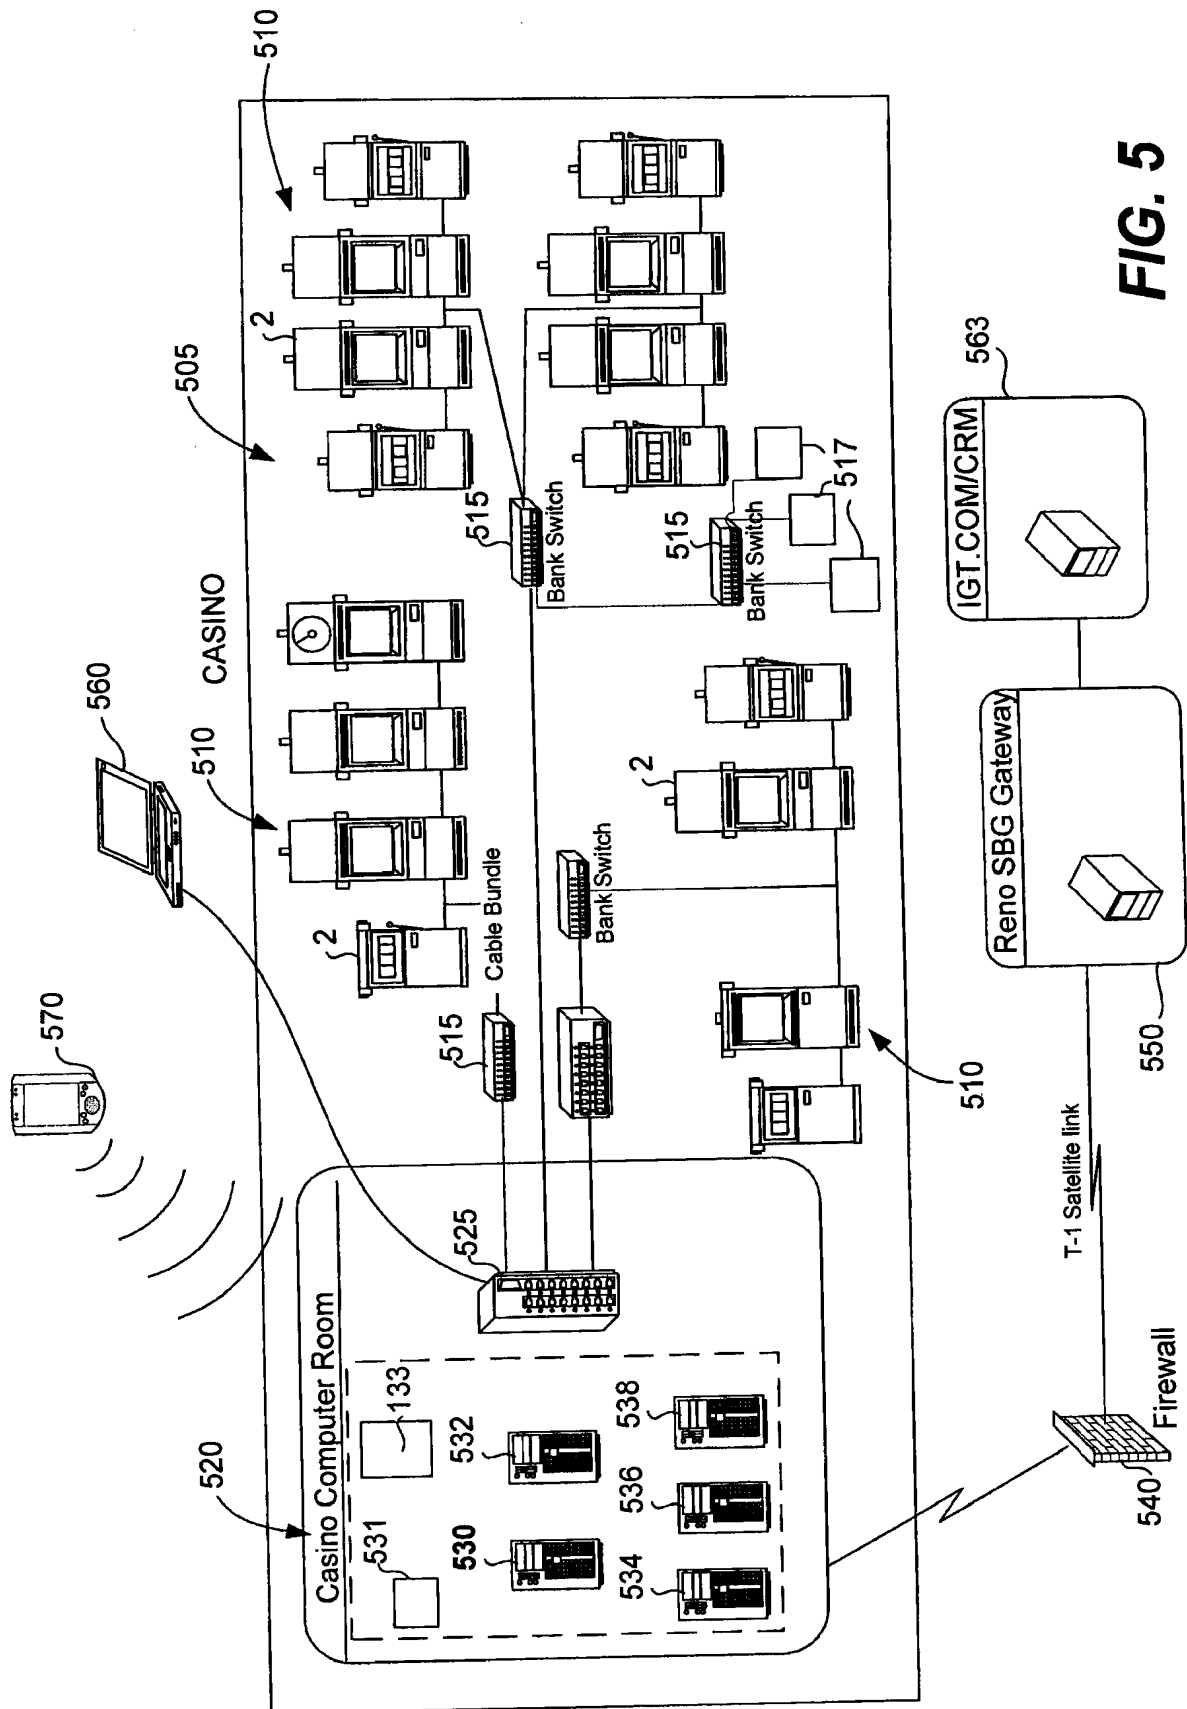 570
560
CASINO
505
510
510
2
2
Cable Bundle
515
515
Bank Switch
515
Bank Switch
517
Bank Switch
2
510
520
Casino Computer Room
531
133
525
530
532
534
536
538
540
Firewall
T-1 Satellite link
550
Reno SBG Gateway
IGT.COM/CRM
563
FIG. 5